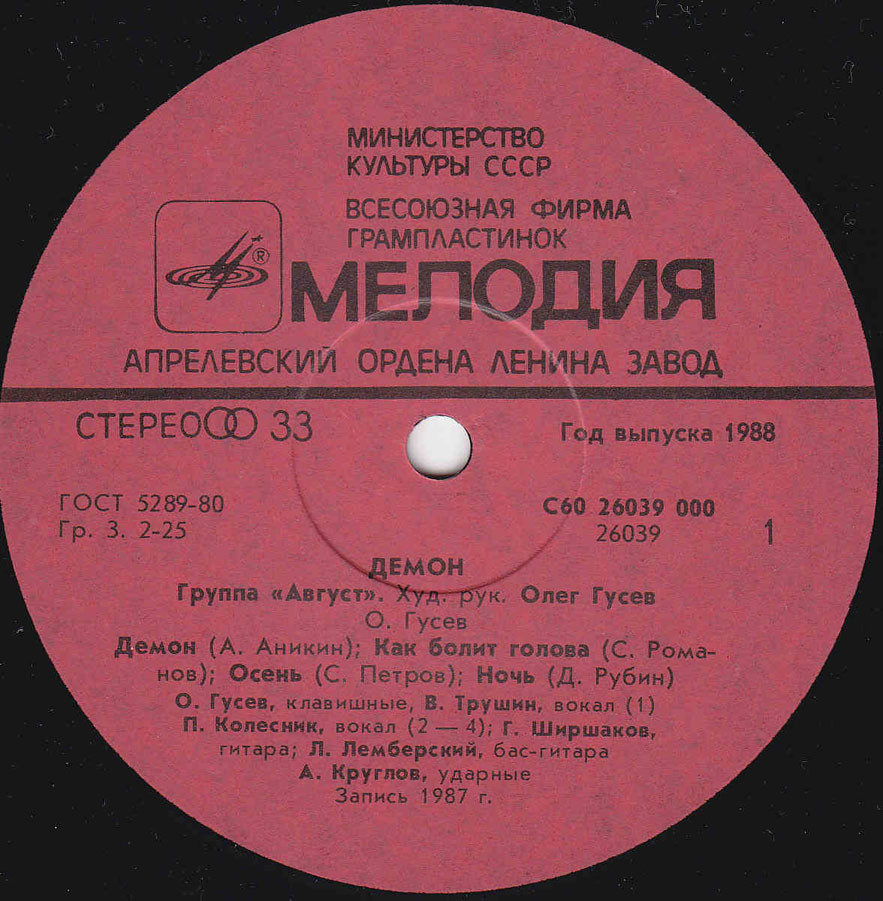 МИНИСТЕРСТВО
КУЛЬТУРЫ СССР
ВСЕСОЮЗНАЯ ФИРМА
ГРАМПЛАСТИНОК
®
МЕЛОДИЯ
АПРЕЛЕВСКИЙ ОРДЕНА ЛЕНИНА ЗАВОД
СТЕРЕО 33
Год выпуска 1988
ГОСТ 5289-80
Гр. 3. 2-25
С60 26039 000
26039
1
ДЕМОН
Группа «Август». Худ. рук. Олег Гусев
О. Гусев
Демон (А. Аникин); Как болит голова (С. Рома-
нов); Осень (С. Петров); Ночь (Д. Рубин)
О. Гусев, клавишные, В. Трушин, вокал (1)
П. Колесник, вокал (2 — 4); Г. Ширшаков,
гитара; Л. Лемберский, бас-гитара
А. Круглов, ударные
Запись 1987 г.